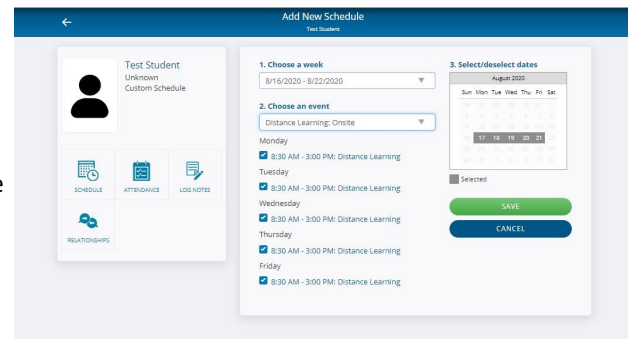 Add New Schedule
Test Student
Test Student
Unknown
Custom Schedule
SCHEDULE
ATTENDANCE
LOG NOTES
RELATIONSHIPS
1. Choose a week
8/16/2020 - 8/22/2020
2. Choose an event
Distance Learning: Onsite
Monday
8:30 AM - 3:00 PM: Distance Learning
Tuesday
8:30 AM - 3:00 PM: Distance Learning
Wednesday
8:30 AM - 3:00 PM: Distance Learning
Thursday
8:30 AM - 3:00 PM: Distance Learning
Friday
8:30 AM - 3:00 PM: Distance Learning
3. Select/deselect dates
August 2020
Sun Mon Tue Wed Thu Fri Sat
17 18 19 20 21
Selected
SAVE
CANCEL
e